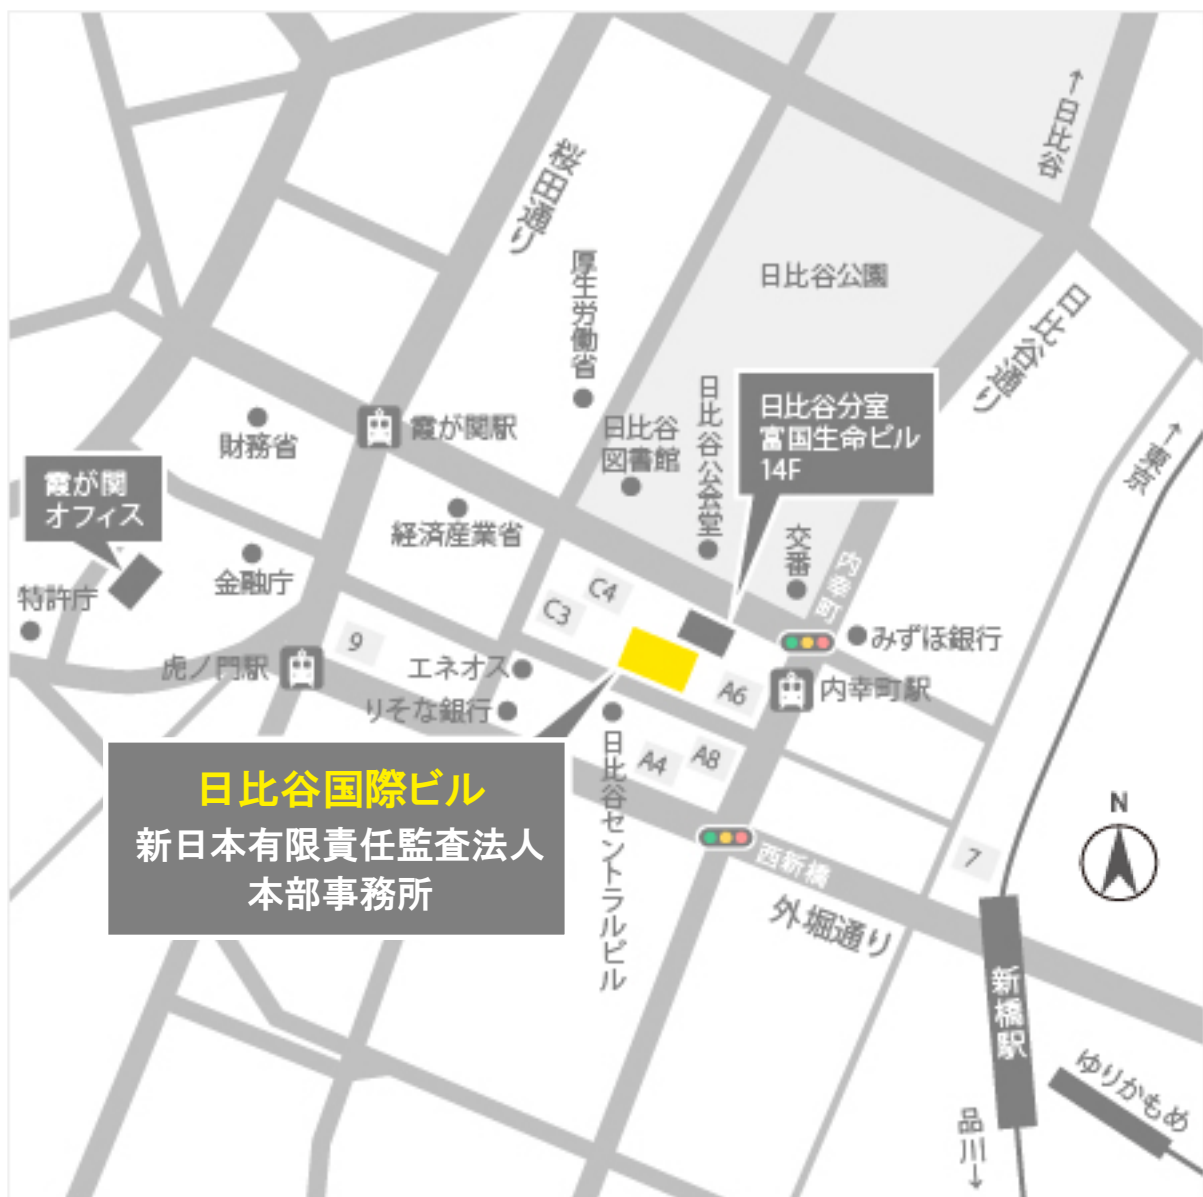 ↑日比谷
桜田通り
厚生労働省
日比谷公園
日比谷通り
日比谷公会堂
日比谷分室
富国生命ビル
14F
↑東京
霞が関駅
日比谷
図書館
財務省
霞が関
オフィス
経済産業省
交番
内幸町
金融庁
特許庁
C4
C3
みずほ銀行
9
虎ノ門駅
エネオス
A6
内幸町駅
りそな銀行
A4
A8
日比谷セントラルビル
日比谷国際ビル
新日本有限責任監査法人
本部事務所
N
西新橋
7
外堀通り
新橋駅
ゆりかもめ
品川→